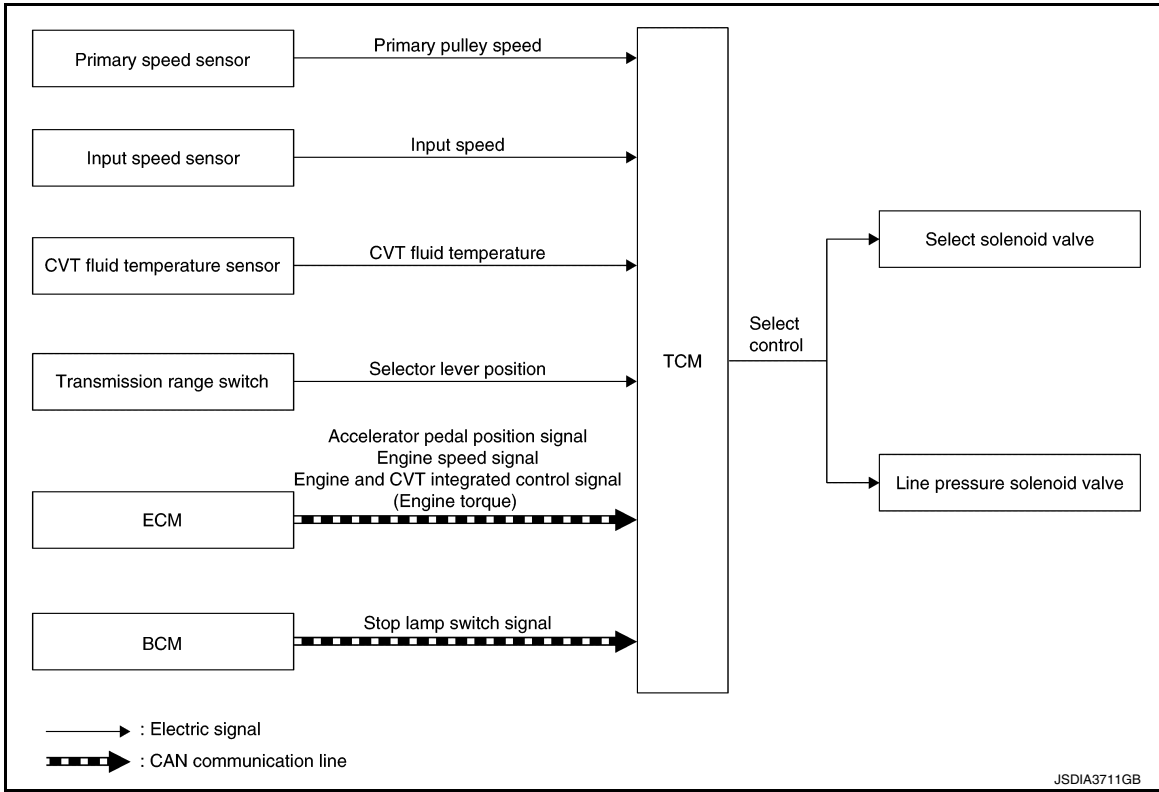 Primary speed sensor
Primary pulley speed
Input speed sensor
Input speed
CVT fluid temperature sensor
CVT fluid temperature
Transmission range switch
Selector lever position
ECM
Accelerator pedal position signal
Engine speed signal
Engine and CVT integrated control signal
(Engine torque)
BCM
Stop lamp switch signal
TCM
Select
control
Select solenoid valve
Line pressure solenoid valve
: Electric signal
: CAN communication line
JSDIA3711GB